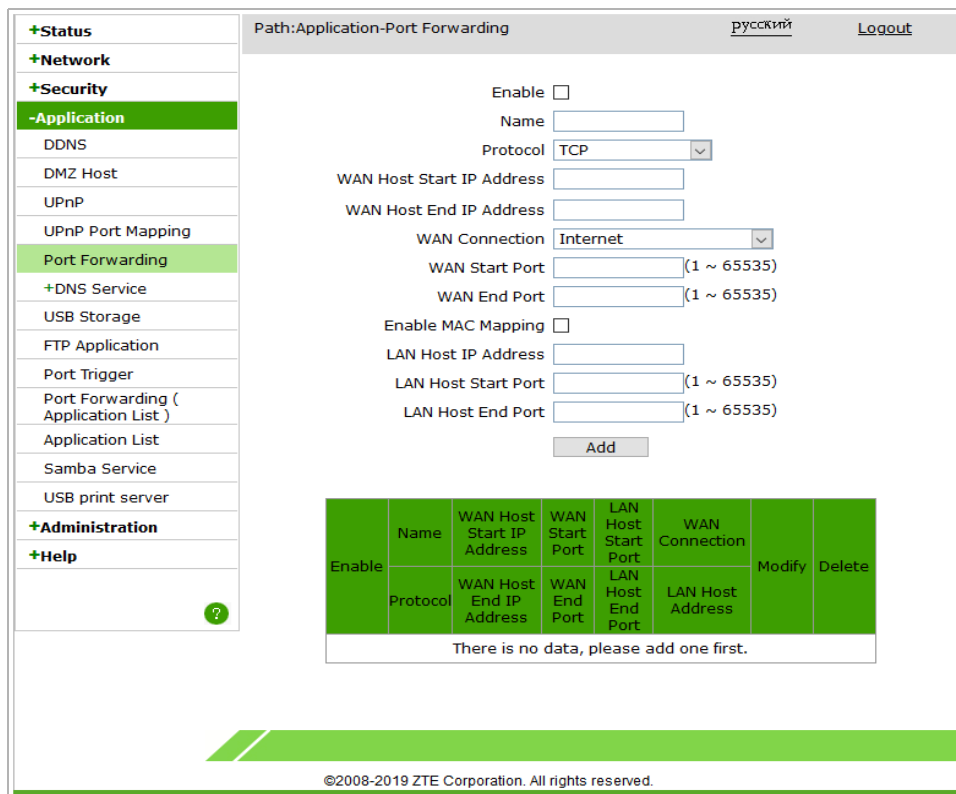 +Status
+Network
+Security
-Application
DDNS
DMZ Host
UPnP
UPnP Port Mapping
Port Forwarding
+DNS Service
USB Storage
FTP Application
Port Trigger
Port Forwarding (
Application List )
Application List
Samba Service
USB print server
+Administration
+Help
?
Path:Application-Port Forwarding
русский
Logout
Enable
Name
Protocol TCP
WAN Host Start IP Address
WAN Host End IP Address
WAN Connection Internet
WAN Start Port (1 ~ 65535)
WAN End Port (1 ~ 65535)
Enable MAC Mapping
LAN Host IP Address
LAN Host Start Port (1 ~ 65535)
LAN Host End Port (1 ~ 65535)
Add
Enable
Name
WAN Host
Start IP
Address
WAN
Start
Port
LAN
Host
Start
Port
WAN
Connection
Modify
Delete
Protocol
WAN Host
End IP
Address
WAN
End
Port
LAN
Host
End
Port
LAN Host
Address
There is no data, please add one first.
©2008-2019 ZTE Corporation. All rights reserved.